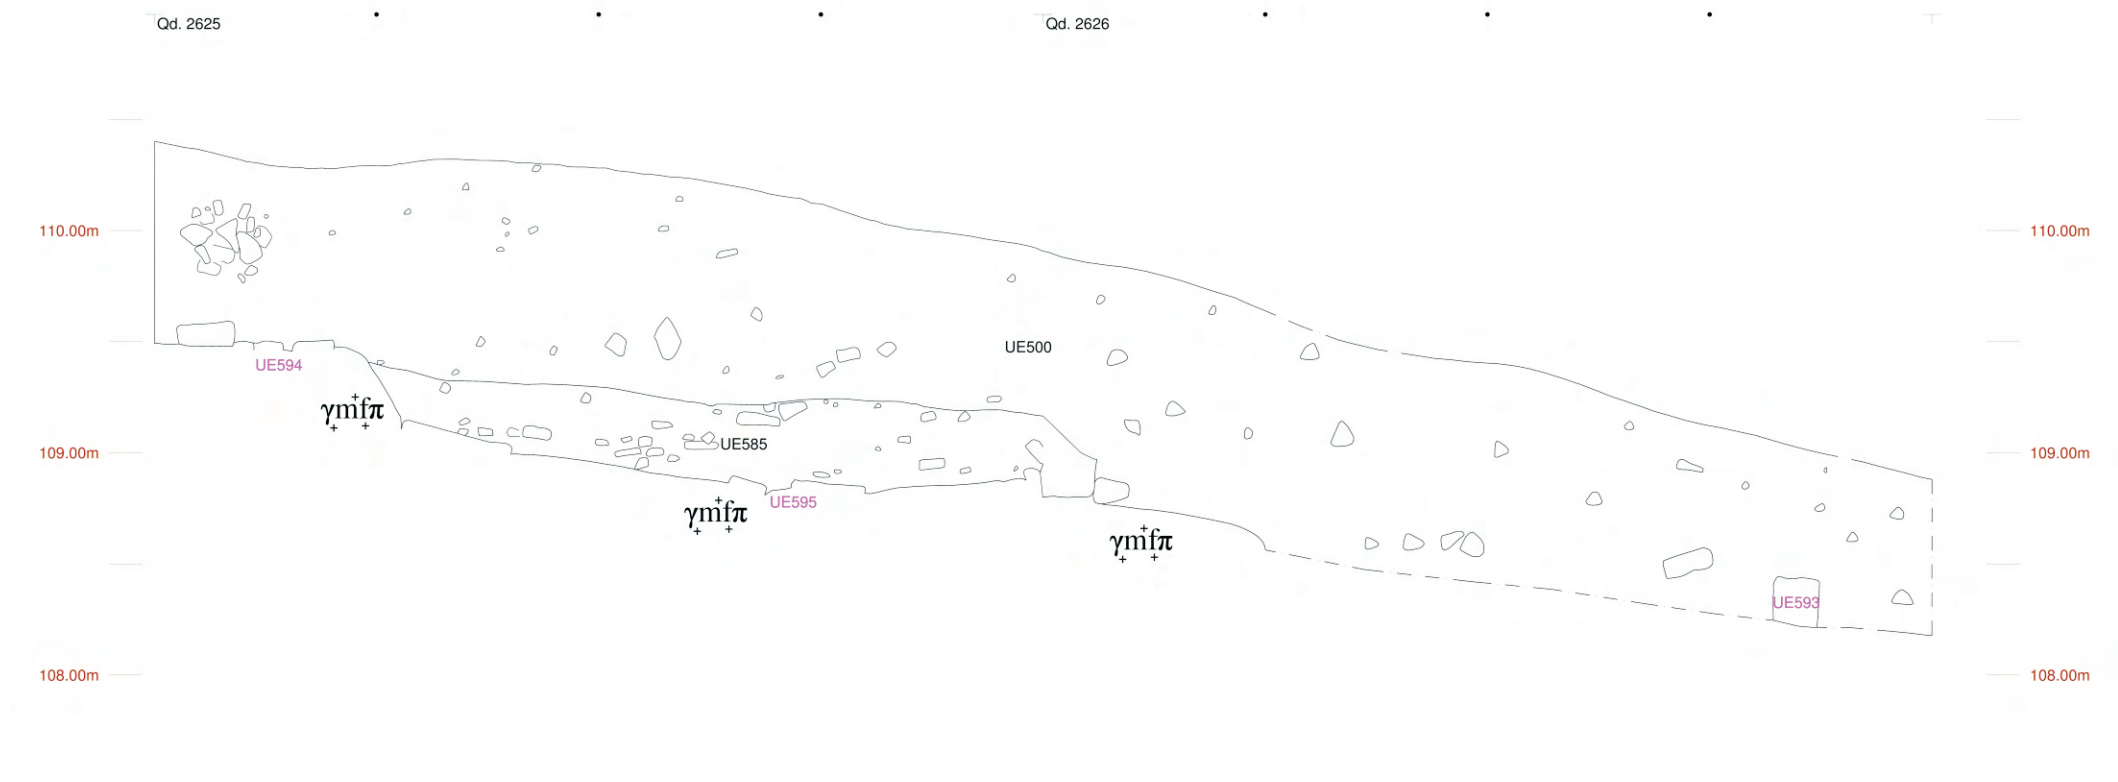 Qd. 2625
Qd. 2626
110.00m
110.00m
UE500
UE594
γmfπ
UE585
109.00m
109.00m
UE595
γmfπ
γmfπ
UE593
108.00m
108.00m